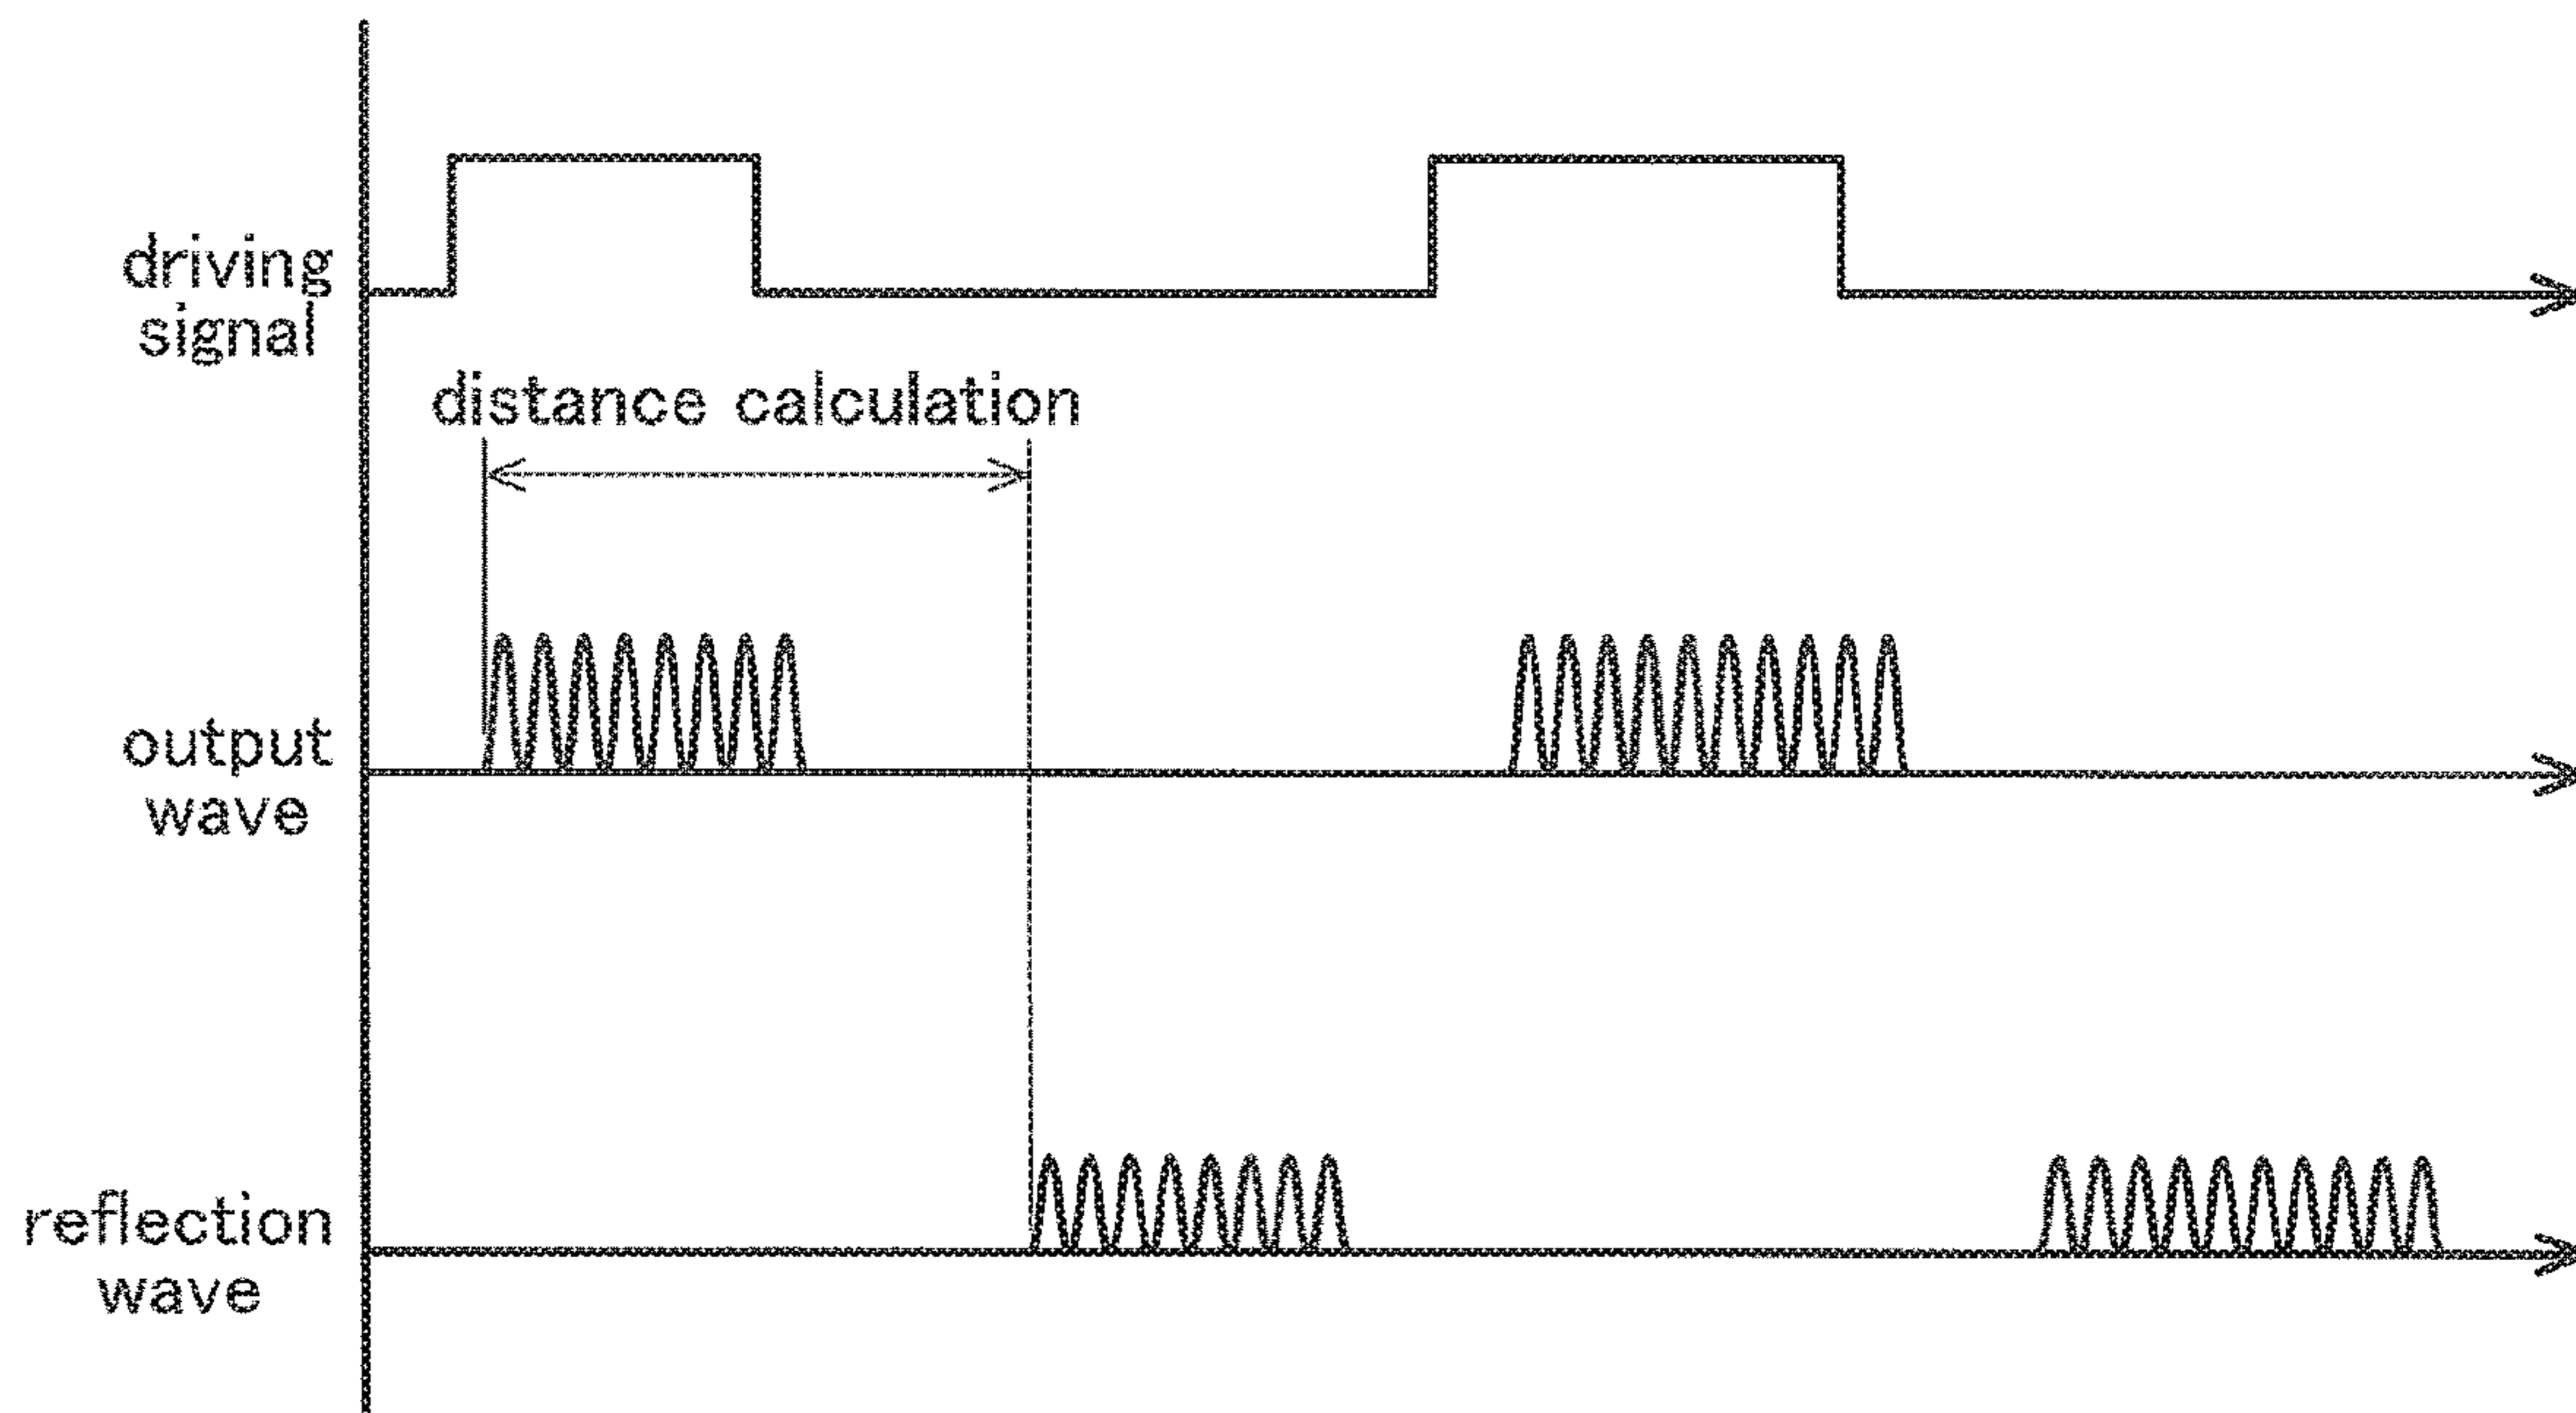 driving
signal
distance calculation
output
wave
reflection
wave